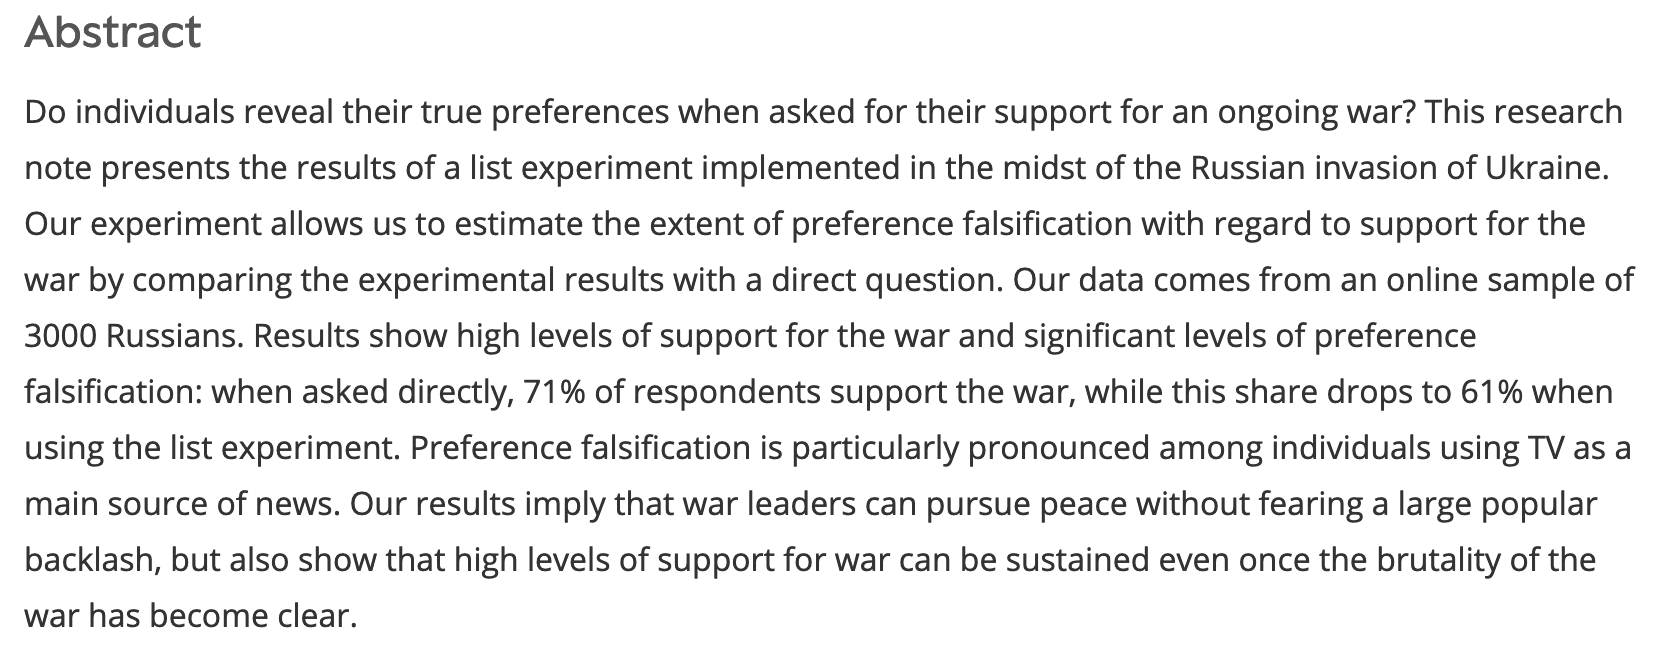 Abstract
Do individuals reveal their true preferences when asked for their support for an ongoing war? This research
note presents the results of a list experiment implemented in the midst of the Russian invasion of Ukraine.
Our experiment allows us to estimate the extent of preference falsification with regard to support for the
war by comparing the experimental results with a direct question. Our data comes from an online sample of
3000 Russians. Results show high levels of support for the war and significant levels of preference
falsification: when asked directly, 71% of respondents support the war, while this share drops to 61% when
using the list experiment. Preference falsification is particularly pronounced among individuals using TV as a
main source of news. Our results imply that war leaders can pursue peace without fearing a large popular
backlash, but also show that high levels of support for war can be sustained even once the brutality of the
war has become clear.